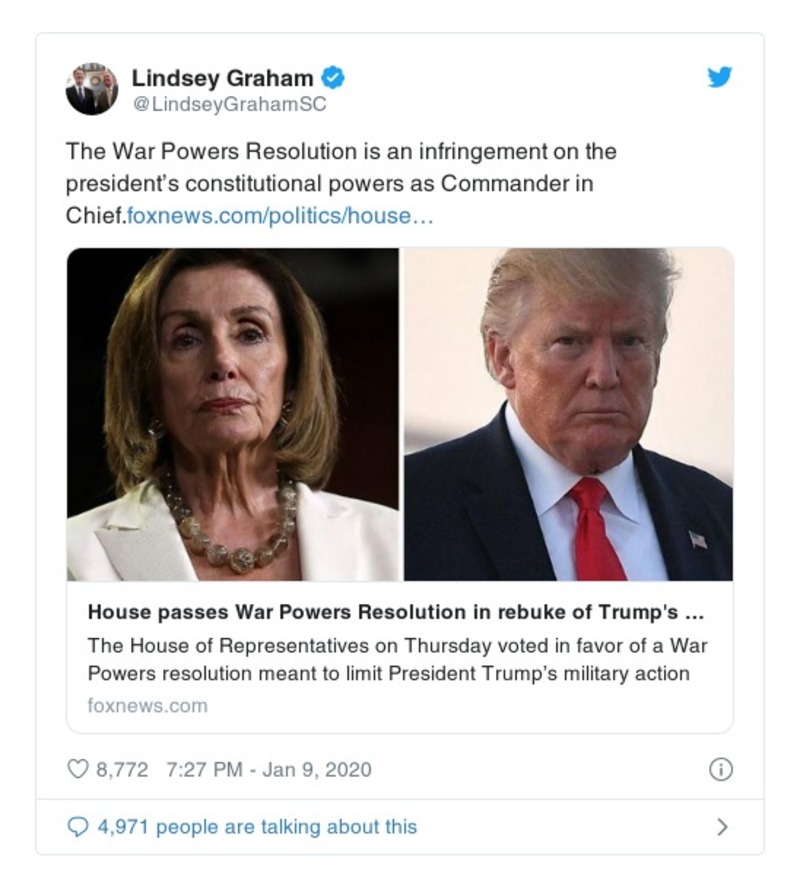 Lindsey Graham
@LindseyGrahamSC
The War Powers Resolution is an infringement on the
president's constitutional powers as Commander in
Chief.foxnews.com/politics/house…
House passes War Powers Resolution in rebuke of Trump's ...
The House of Representatives on Thursday voted in favor of a War
Powers resolution meant to limit President Trump's military action
foxnews.com
8,772 7:27 PM - Jan 9, 2020
4,971 people are talking about this